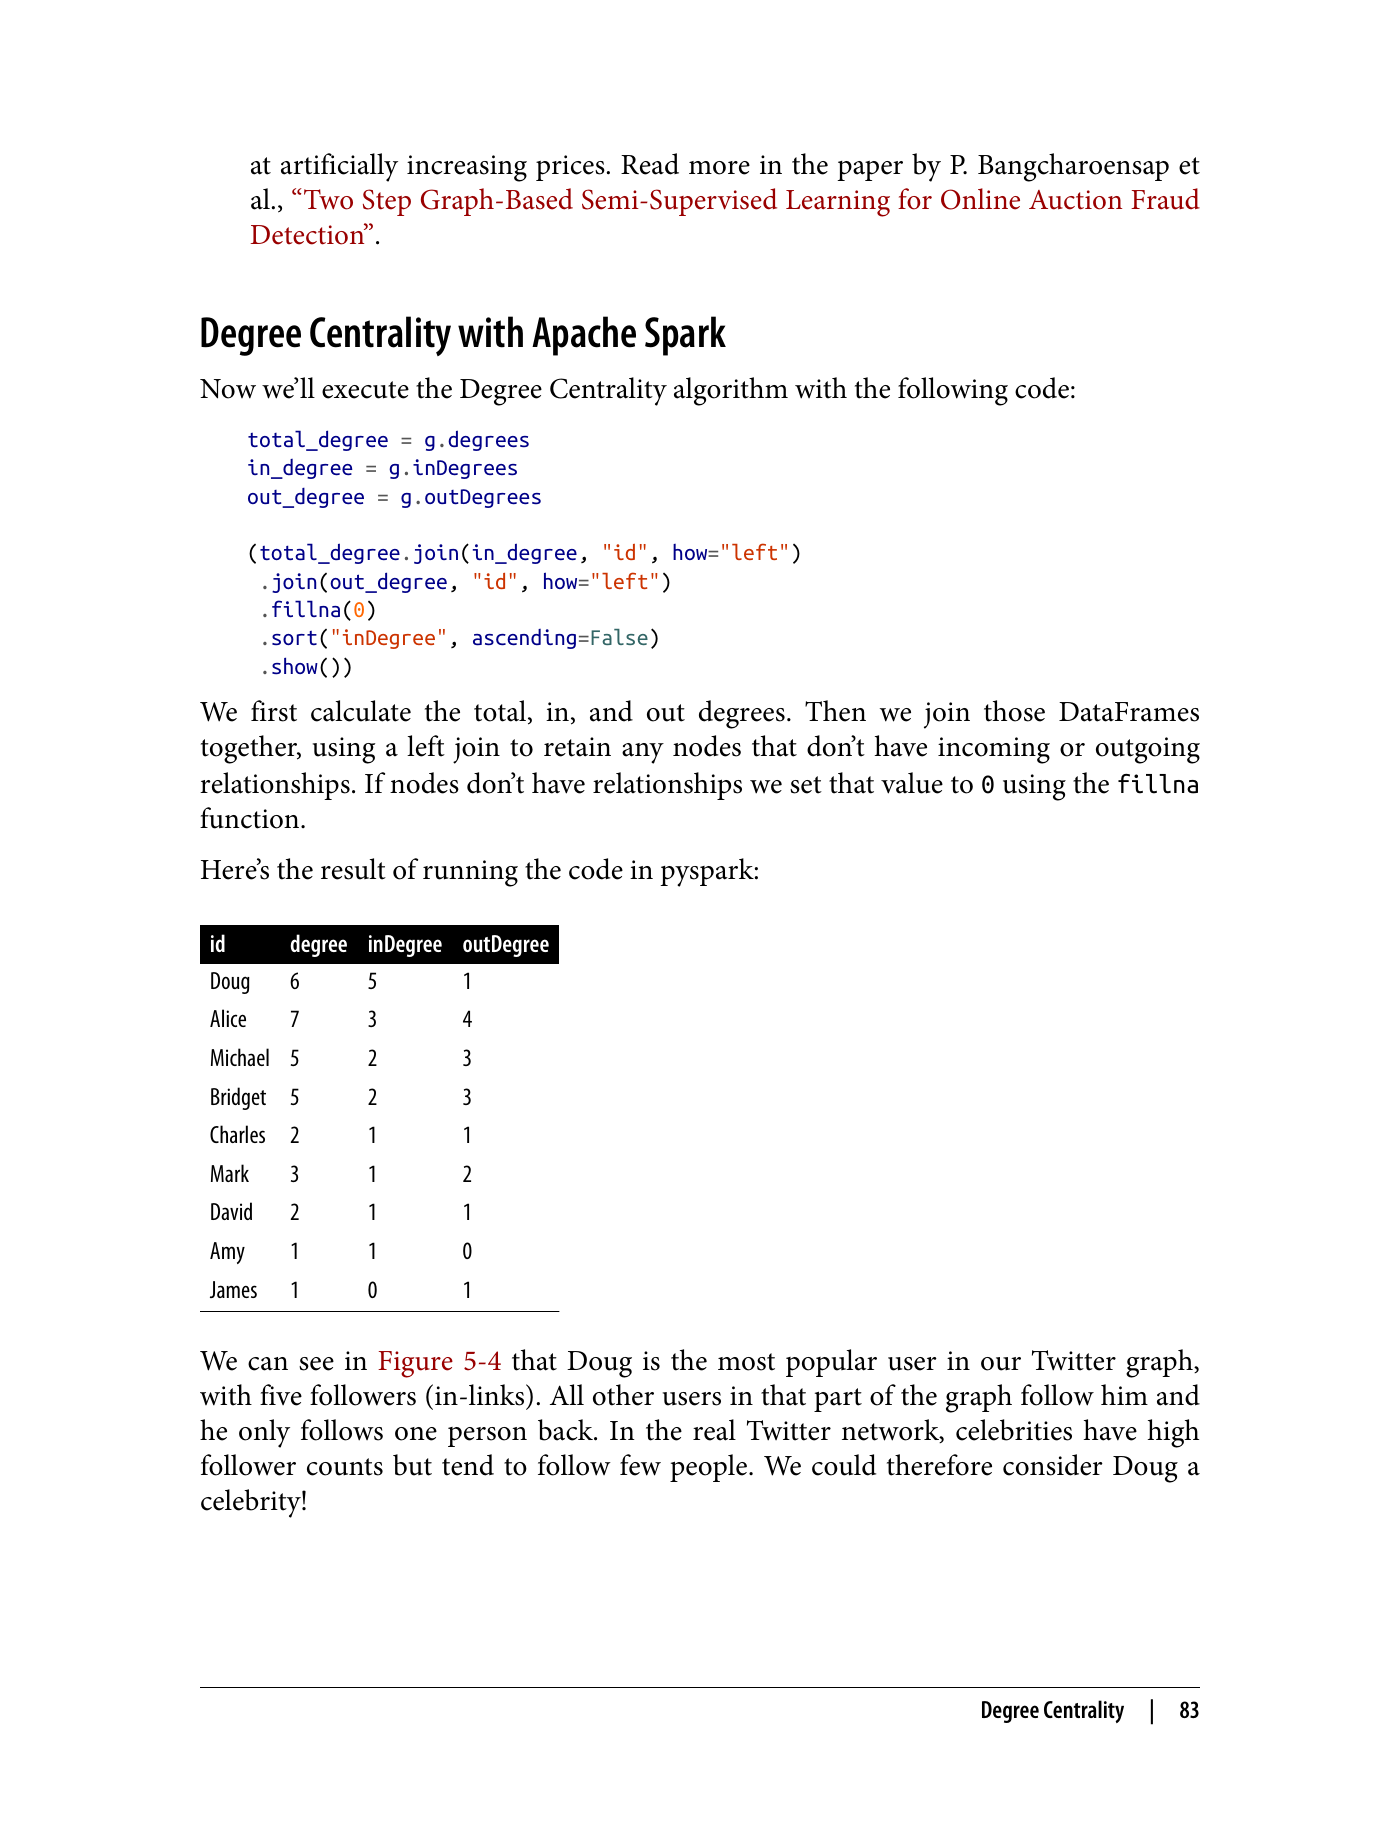 at artificially increasing prices. Read more in the paper by P. Bangcharoensap et
al., “Two Step Graph-Based Semi-Supervised Learning for Online Auction Fraud
Detection”.
Degree Centrality with Apache Spark
Now we’ll execute the Degree Centrality algorithm with the following code:
total_degree = g.degrees
in_degree = g.inDegrees
out_degree = g.outDegrees
(total_degree.join(in_degree, "id", how="left")
.join(out_degree, "id", how="left")
.fillna(0)
.sort("inDegree", ascending=False)
.show())
We first calculate the total, in, and out degrees. Then we join those DataFrames
together, using a left join to retain any nodes that don’t have incoming or outgoing
relationships. If nodes don’t have relationships we set that value to 0 using the fillna
function.
Here’s the result of running the code in pyspark:
id degree inDegree outDegree
Doug 6 5 1
Alice 7 3 4
Michael 5 2 3
Bridget 5 2 3
Charles 2 1 1
Mark 3 1 2
David 2 1 1
Amy 1 1 0
James 1 0 1
We can see in Figure 5-4 that Doug is the most popular user in our Twitter graph,
with five followers (in-links). All other users in that part of the graph follow him and
he only follows one person back. In the real Twitter network, celebrities have high
follower counts but tend to follow few people. We could therefore consider Doug a
celebrity!
Degree Centrality | 83